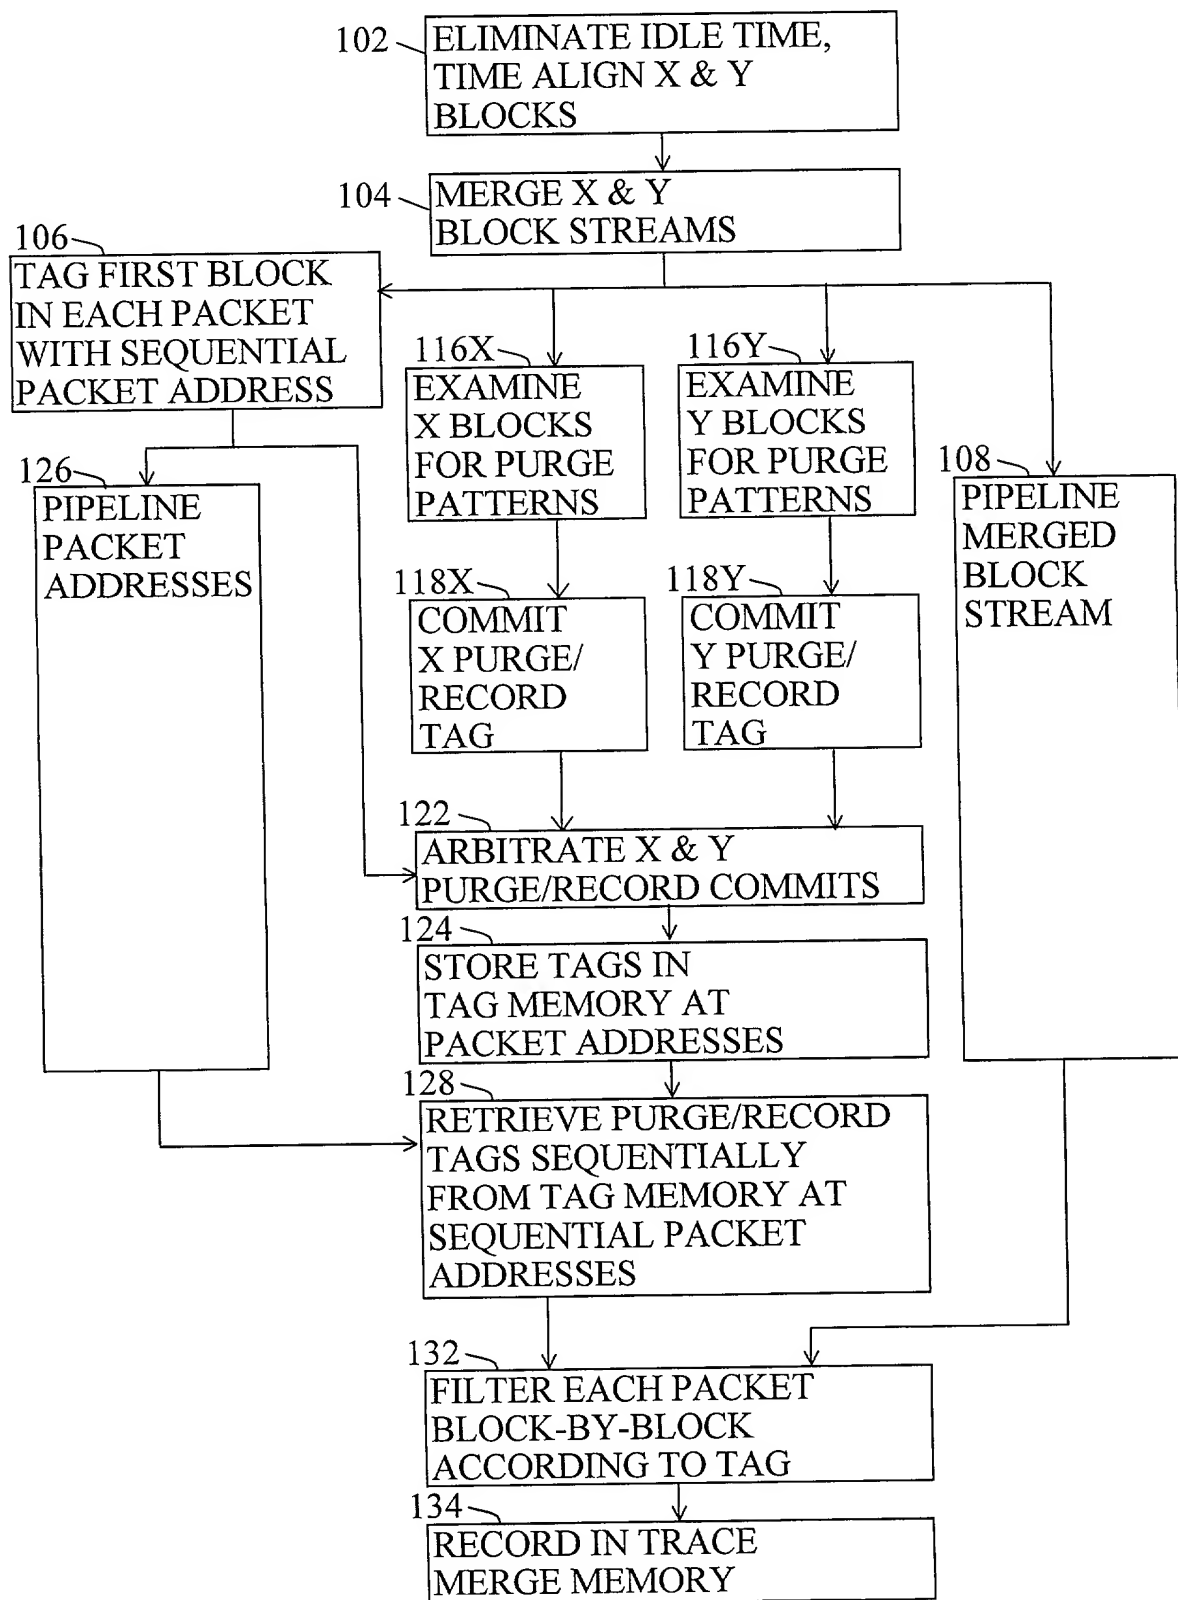 102
ELIMINATE IDLE TIME,
TIME ALIGN X & Y
BLOCKS
104
MERGE X & Y
BLOCK STREAMS
106
TAG FIRST BLOCK
IN EACH PACKET
WITH SEQUENTIAL
PACKET ADDRESS
116X
EXAMINE
X BLOCKS
FOR PURGE
PATTERNS
116Y
EXAMINE
Y BLOCKS
FOR PURGE
PATTERNS
126
PIPELINE
PACKET
ADDRESSES
108
PIPELINE
MERGED
BLOCK
STREAM
118X
COMMIT
X PURGE/
RECORD
TAG
118Y
COMMIT
Y PURGE/
RECORD
TAG
122
ARBITRATE X & Y
PURGE/RECORD COMMITS
124
STORE TAGS IN
TAG MEMORY AT
PACKET ADDRESSES
128
RETRIEVE PURGE/RECORD
TAGS SEQUENTIALLY
FROM TAG MEMORY AT
SEQUENTIAL PACKET
ADDRESSES
132
FILTER EACH PACKET
BLOCK-BY-BLOCK
ACCORDING TO TAG
134
RECORD IN TRACE
MERGE MEMORY